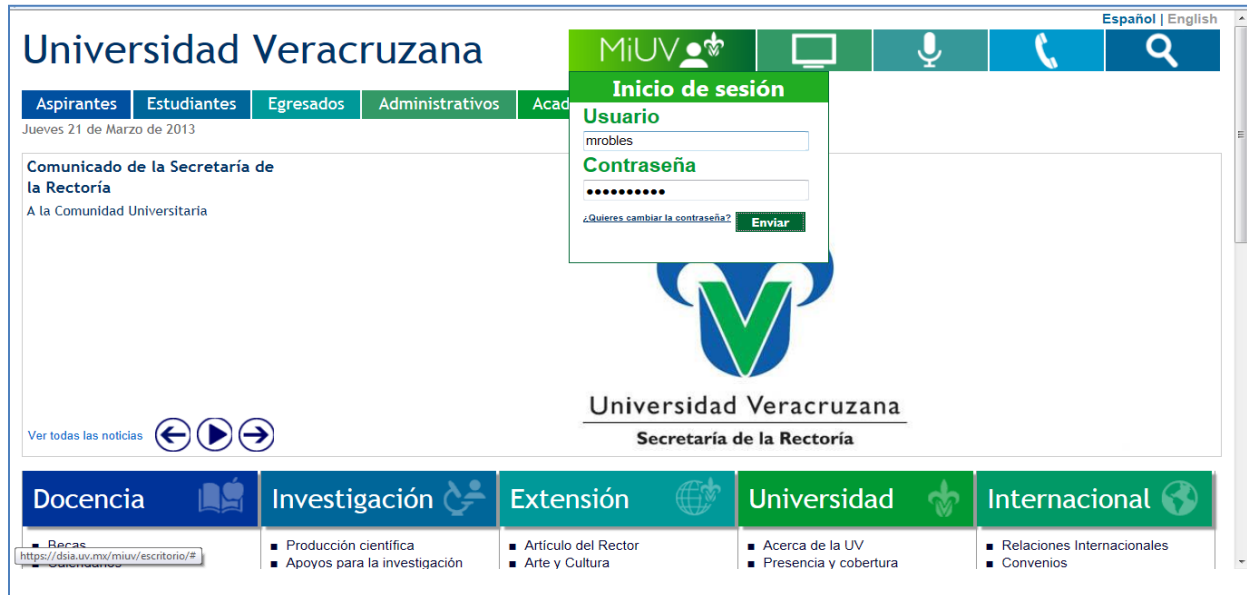 Español | English
Universidad Veracruzana
MiUV
Aspirantes Estudiantes Egresados Administrativos Acad
Jueves 21 de Marzo de 2013
Inicio de sesión
Usuario
mrobles
Contraseña
••••••••••
¿Quieres cambiar la contraseña? Enviar
Comunicado de la Secretaría de
la Rectoría
A la Comunidad Universitaria
Universidad Veracruzana
Secretaría de la Rectoría
Ver todas las noticias
Docencia Investigación Extensión Universidad Internacional
■ Becas ■ Producción científica ■ Artículo del Rector ■ Acerca de la UV ■ Relaciones Internacionales
https://dsia.uv.mx/miuv/escritorio/#
■ Calendarios ■ Apoyos para la investigación ■ Arte y Cultura ■ Presencia y cobertura ■ Convenios